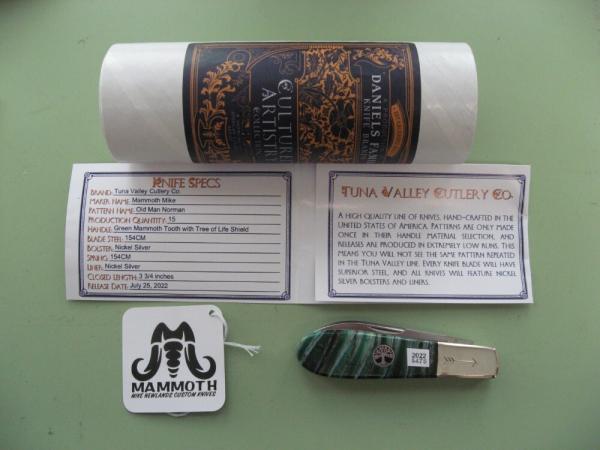 DANIELS FAMILY
KNIFE BRANDS
CULTURED
ARTISTRY
COLLECTION
KNIFE SPECS
BRAND: Tuna Valley Cutlery Co.
MAKER NAME: Mammoth Mike
PATTERN NAME: Old Man Norman
PRODUCTION QUANTITY: 15
HANDLE: Green Mammoth Tooth with Tree of Life Shield
BLADE STEEL: 154CM
BOLSTER: Nickel Silver
SPRING: 154CM
LINER: Nickel Silver
CLOSED LENGTH: 3 3/4 inches
RELEASE DATE: July 25, 2022
TUNA VALLEY CUTLERY CO.
A HIGH QUALITY LINE OF KNIVES, HAND-CRAFTED IN THE
UNITED STATES OF AMERICA. PATTERNS ARE ONLY MADE
ONCE IN THEIR HANDLE MATERIAL SELECTION, AND
RELEASES ARE PRODUCED IN EXTREMELY LOW RUNS. THIS
MEANS YOU WILL NOT SEE THE SAME PATTERN REPEATED
IN THE TUNA VALLEY LINE. EVERY KNIFE BLADE WILL HAVE
SUPERIOR STEEL, AND ALL KNIVES WILL FEATURE NICKEL
SILVER BOLSTERS AND LINERS.
MAMMOTH
MIKE NEWLANDS CUSTOM KNIVES
2022